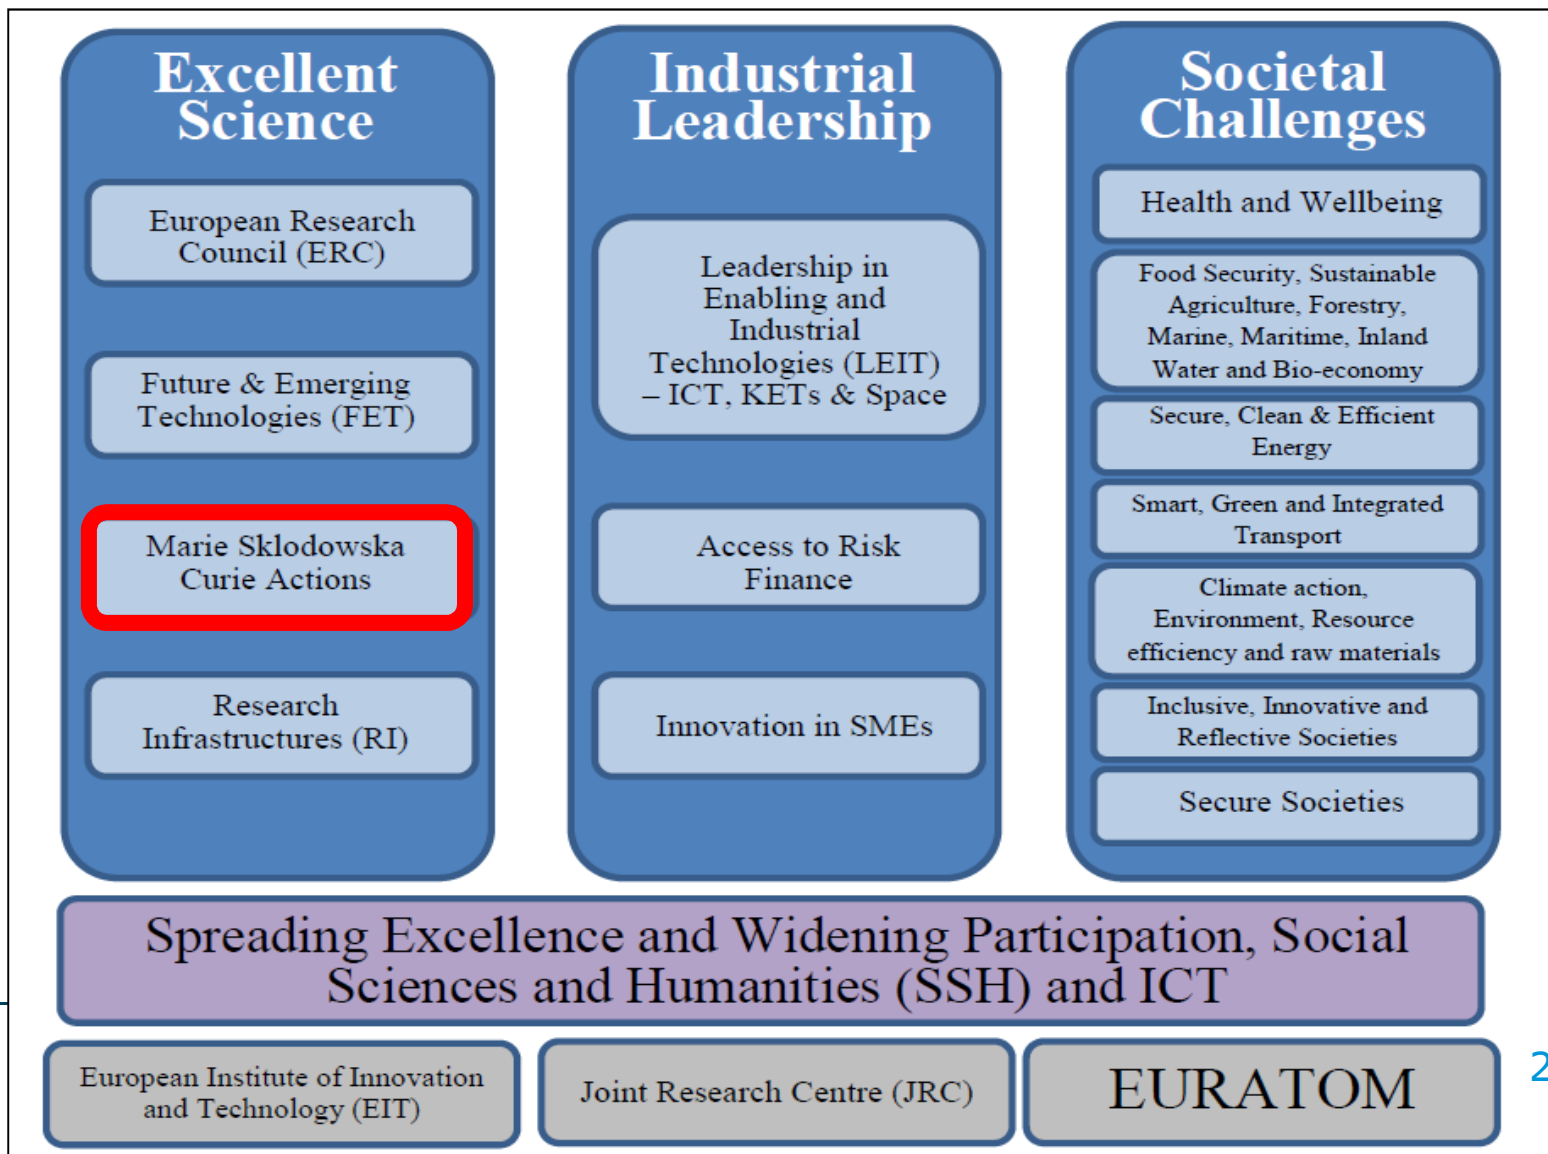 Excellent
Science
European Research
Council (ERC)
Future & Emerging
Technologies (FET)
Marie Sklodowska
Curie Actions
Research
Infrastructures (RI)
Industrial
Leadership
Leadership in
Enabling and
Industrial
Technologies (LEIT)
– ICT, KETs & Space
Access to Risk
Finance
Innovation in SMEs
Societal
Challenges
Health and Wellbeing
Food Security, Sustainable
Agriculture, Forestry,
Marine, Maritime, Inland
Water and Bio-economy
Secure, Clean & Efficient
Energy
Smart, Green and Integrated
Transport
Climate action,
Environment, Resource
efficiency and raw materials
Inclusive, Innovative and
Reflective Societies
Secure Societies
Spreading Excellence and Widening Participation, Social
Sciences and Humanities (SSH) and ICT
European Institute of Innovation
and Technology (EIT)
Joint Research Centre (JRC)
EURATOM
2